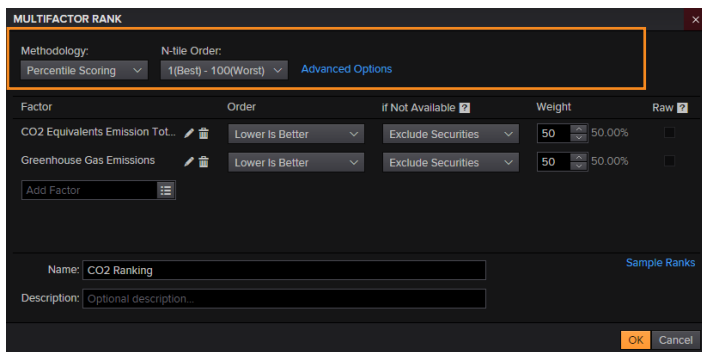 MULTIFACTOR RANK ×
Methodology: N-tile Order:
Percentile Scoring 1(Best) - 100(Worst) Advanced Options
Factor Order if Not Available ? Weight Raw ?
CO2 Equivalents Emission Tot... Lower Is Better Exclude Securities 50 50.00%
Greenhouse Gas Emissions Lower Is Better Exclude Securities 50 50.00%
Add Factor
Sample Ranks
Name: CO2 Ranking
Description: Optional description...
OK Cancel